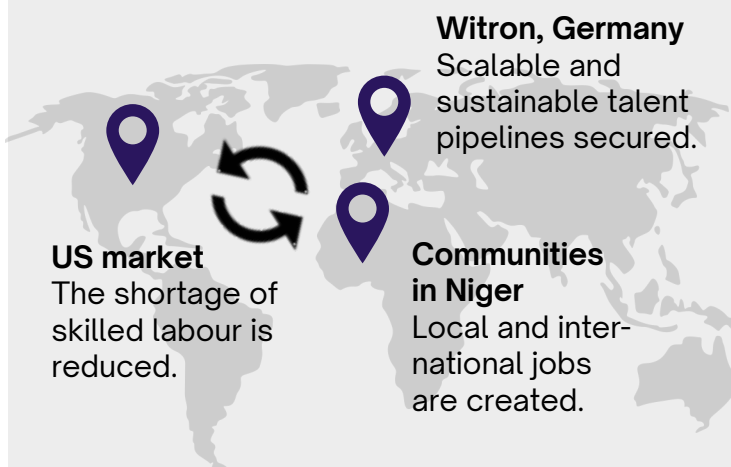 Witron, Germany
Scalable and
sustainable talent
pipelines secured.
US market
The shortage of
skilled labour is
reduced.
Communities
in Niger
Local and inter-
national jobs
are created.